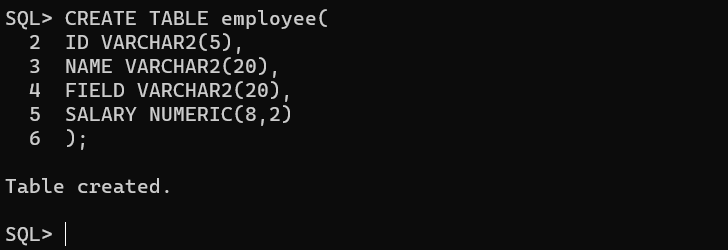 SQL> CREATE TABLE employee(
  2  ID VARCHAR2(5),
  3  NAME VARCHAR2(20),
  4  FIELD VARCHAR2(20),
  5  SALARY NUMERIC(8,2)
  6  );
Table created.
SQL>